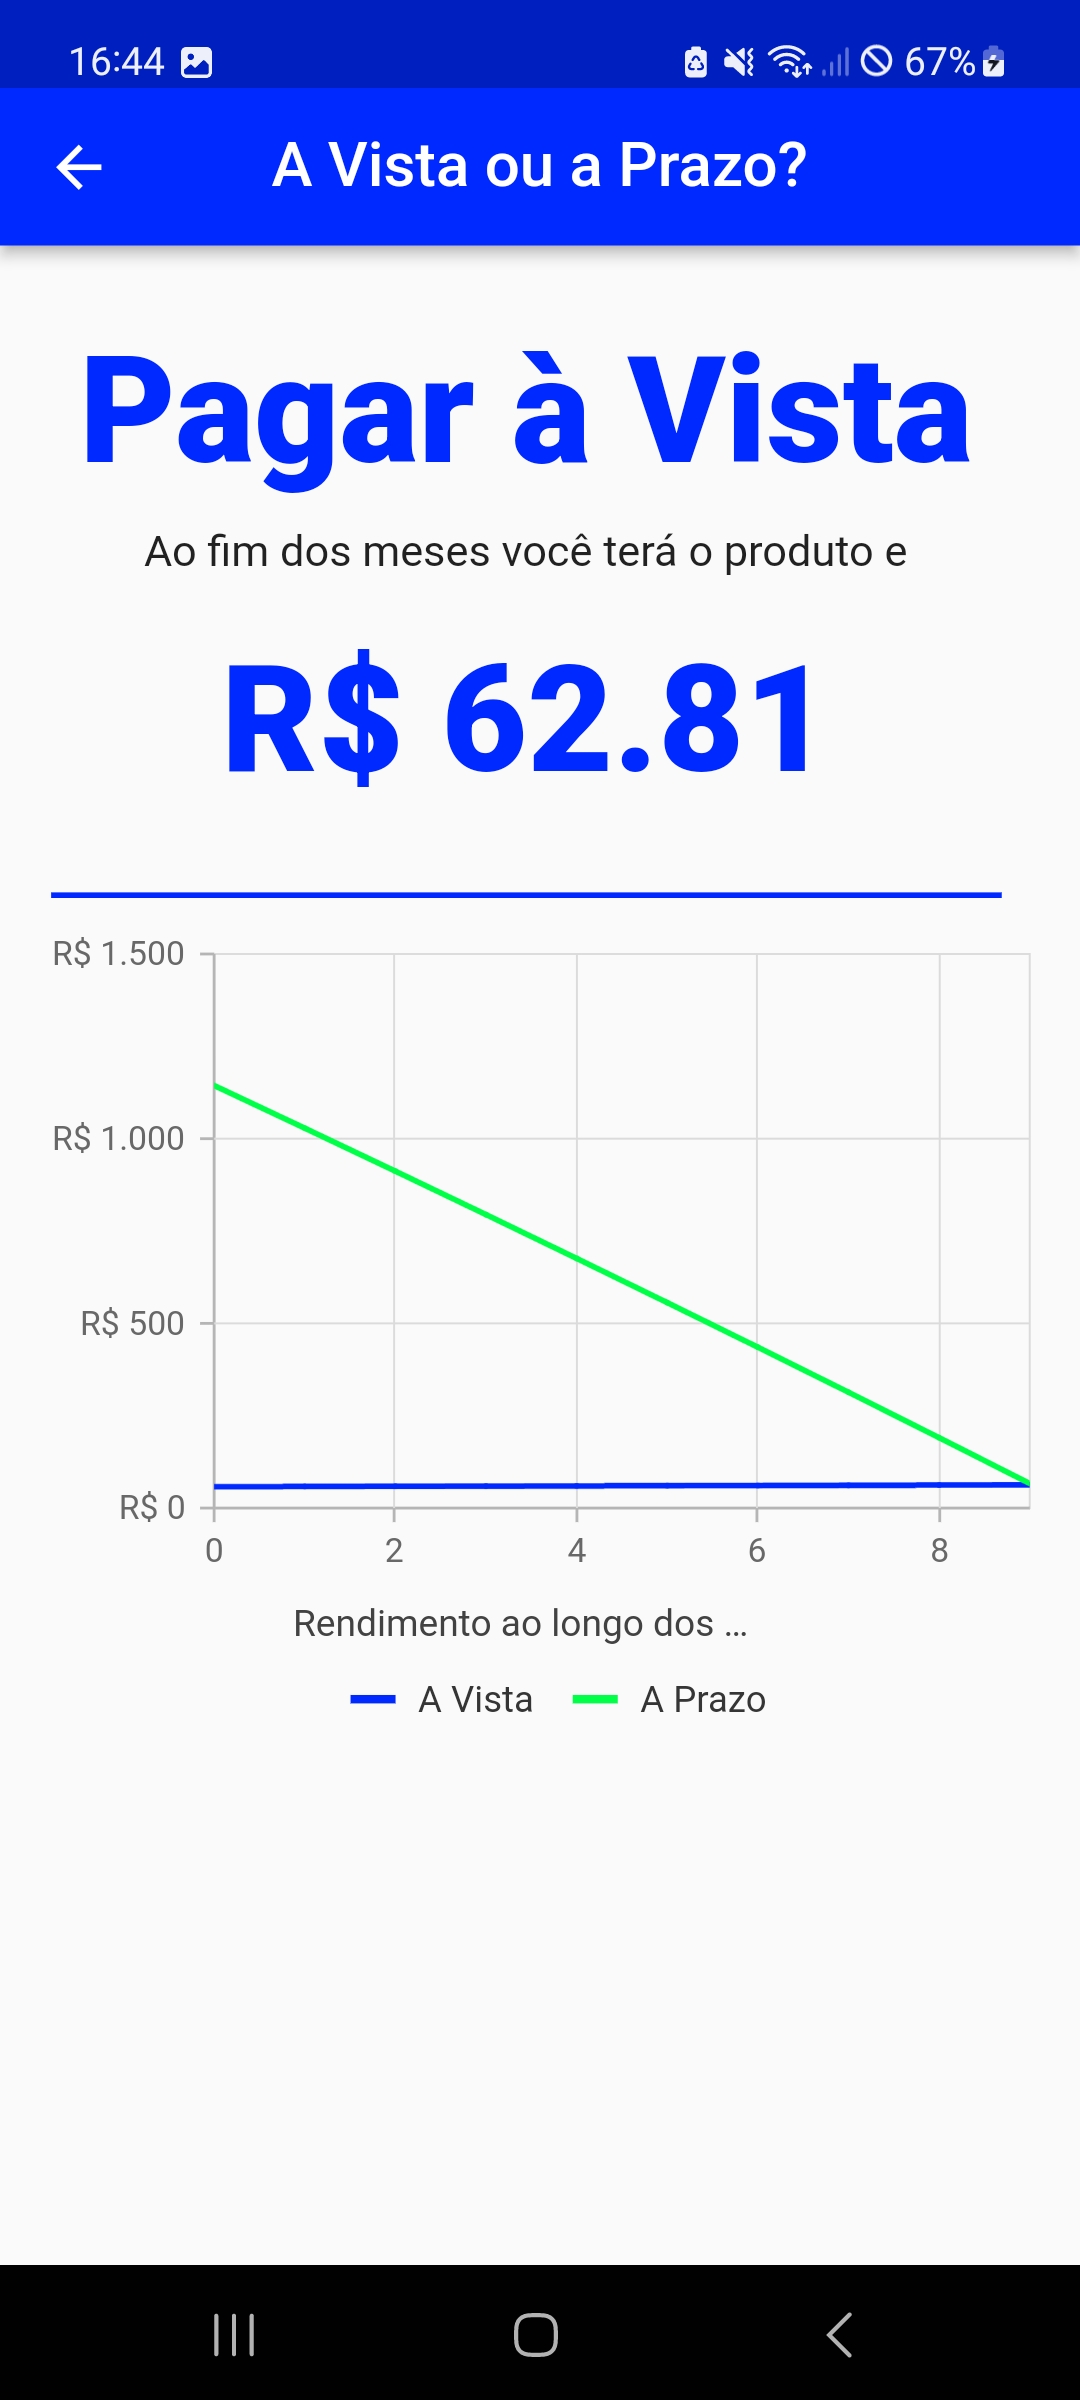 16:44 67%
A Vista ou a Prazo?
Pagar à Vista
Ao fim dos meses você terá o produto e
R$ 62.81
R$ 1.500
R$ 1.000
R$ 500
R$ 0
0 2 4 6 8
Rendimento ao longo dos ...
A Vista A Prazo